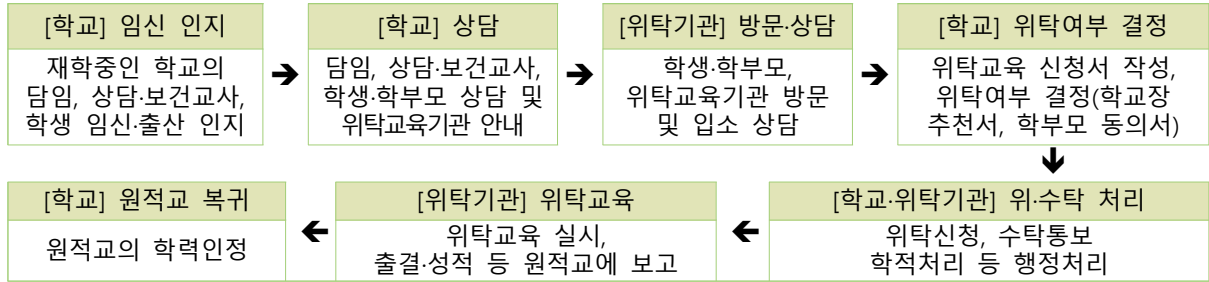 [학교] 임신 인지
재학중인 학교의
담임, 상담·보건교사,
학생 임신·출산 인지
➔
[학교] 상담
담임, 상담·보건교사,
학생·학부모 상담 및
위탁교육기관 안내
➔
[위탁기관] 방문·상담
학생·학부모,
위탁교육기관 방문
및 입소 상담
➔
[학교] 위탁여부 결정
위탁교육 신청서 작성,
위탁여부 결정(학교장
추천서, 학부모 동의서)
[학교·위탁기관] 위·수탁 처리
위탁신청, 수탁통보
학적처리 등 행정처리
[위탁기관] 위탁교육
위탁교육 실시,
출결·성적 등 원적교에 보고
[학교] 원적교 복귀
원적교의 학력인정